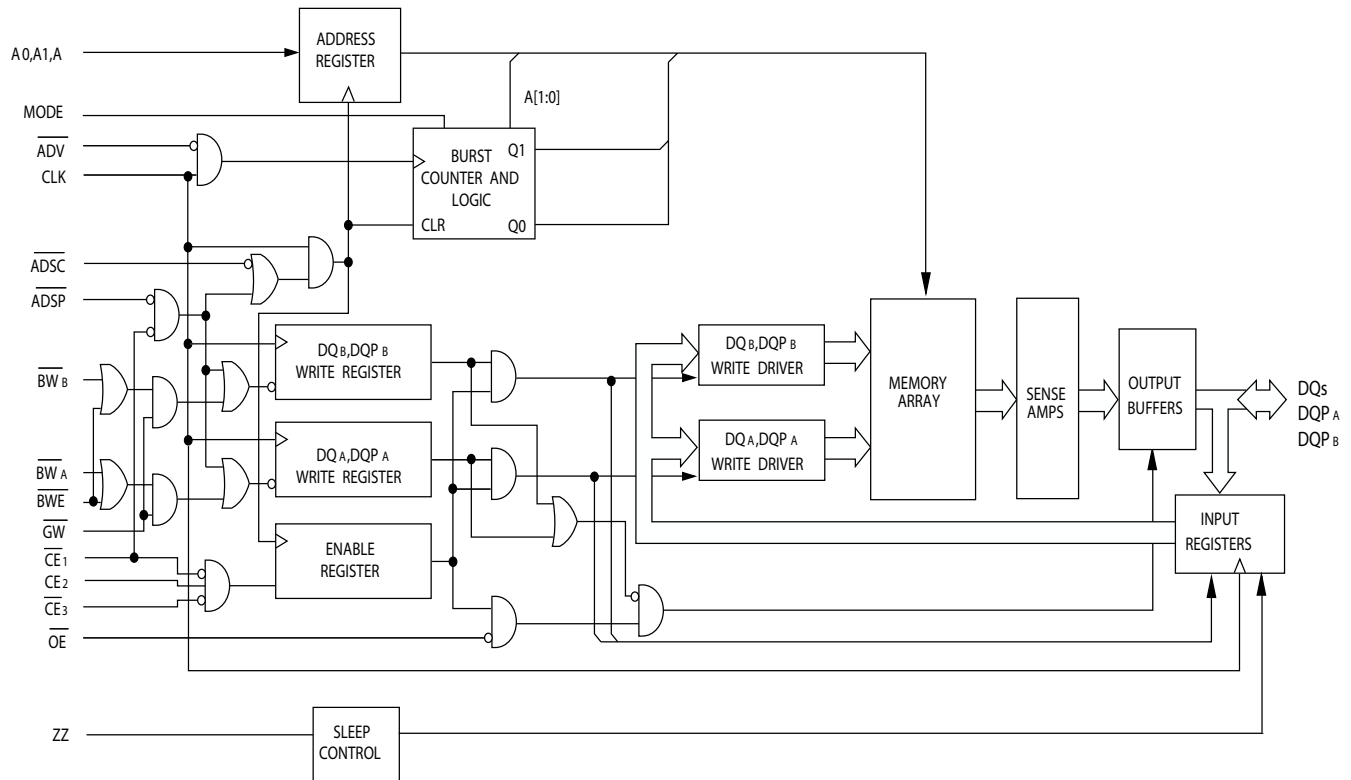 A0,A1,A
ADDRESS
REGISTER
MODE
A[1:0]
ADV
CLK
BURST
COUNTER AND
LOGIC
Q1
CLR
Q0
ADSC
ADSP
DQB,DQPB
WRITE REGISTER
DQB,DQPB
WRITE DRIVER
MEMORY
ARRAY
SENSE
AMPS
OUTPUT
BUFFERS
DQs
DQPA
DQPB
BWB
DQA,DQPA
WRITE REGISTER
DQA,DQPA
WRITE DRIVER
BWA
BWE
GW
INPUT
REGISTERS
CE1
CE2
CE3
ENABLE
REGISTER
OE
ZZ
SLEEP
CONTROL